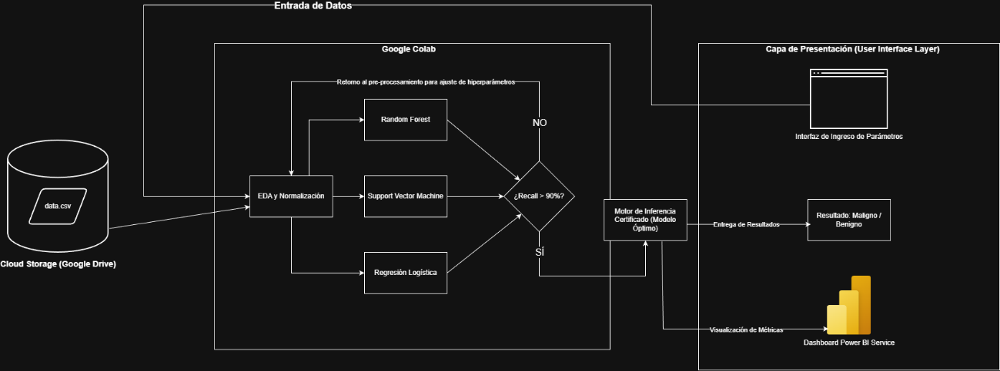 Entrada de Datos
Google Colab
Capa de Presentación (User Interface Layer)
Retorno al pre-procesamiento para ajuste de hiperparámetros
Random Forest
NO
Interfaz de Ingreso de Parámetros
data.csv
EDA y Normalización
Support Vector Machine
¿Recall > 90%?
Motor de Inferencia
Certificado (Modelo
Óptimo)
Entrega de Resultados
Resultado: Maligno /
Benigno
SÍ
Cloud Storage (Google Drive)
Regresión Logística
Visualización de Métricas
Dashboard Power BI Service